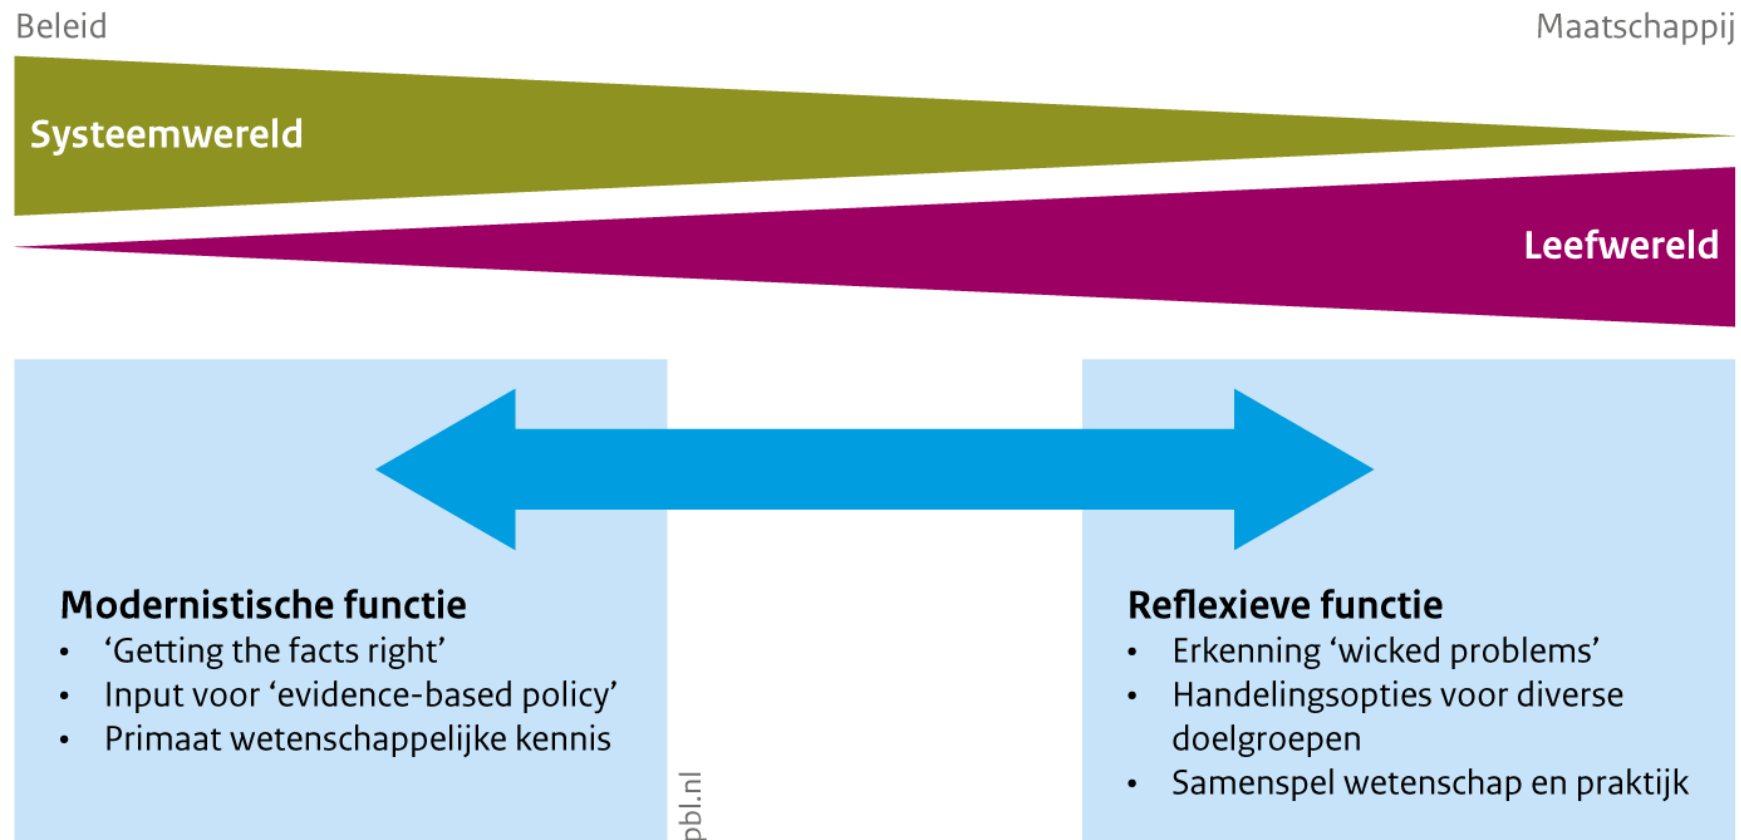 Beleid
Maatschappij
Systeemwereld
Leefwereld
Modernistische functie
• ‘Getting the facts right’
• Input voor ‘evidence-based policy’
• Primaat wetenschappelijke kennis
pbl.nl
Reflexieve functie
• Erkenning ‘wicked problems’
• Handelingsopties voor diverse
doelgroepen
• Samenspel wetenschap en praktijk